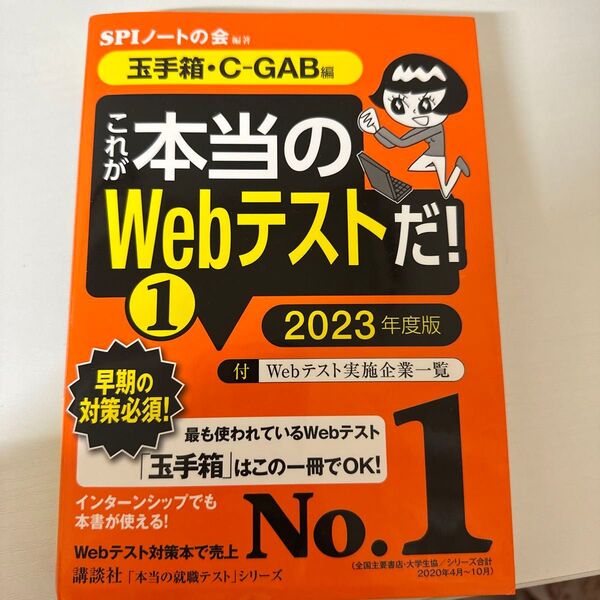 SPIノートの会 編著
玉手箱・C-GAB編
これが
本当の
Webテストだ!
1
2023年度版
付 Webテスト実施企業一覧
早期の
対策必須!
最も使われているWebテスト
「玉手箱」はこの一冊でOK!
インターンシップでも
本書が使える!
Webテスト対策本で売上
No.1
(全国主要書店・大学生協/シリーズ合計
2020年4月〜10月)
講談社「本当の就職テスト」シリーズ